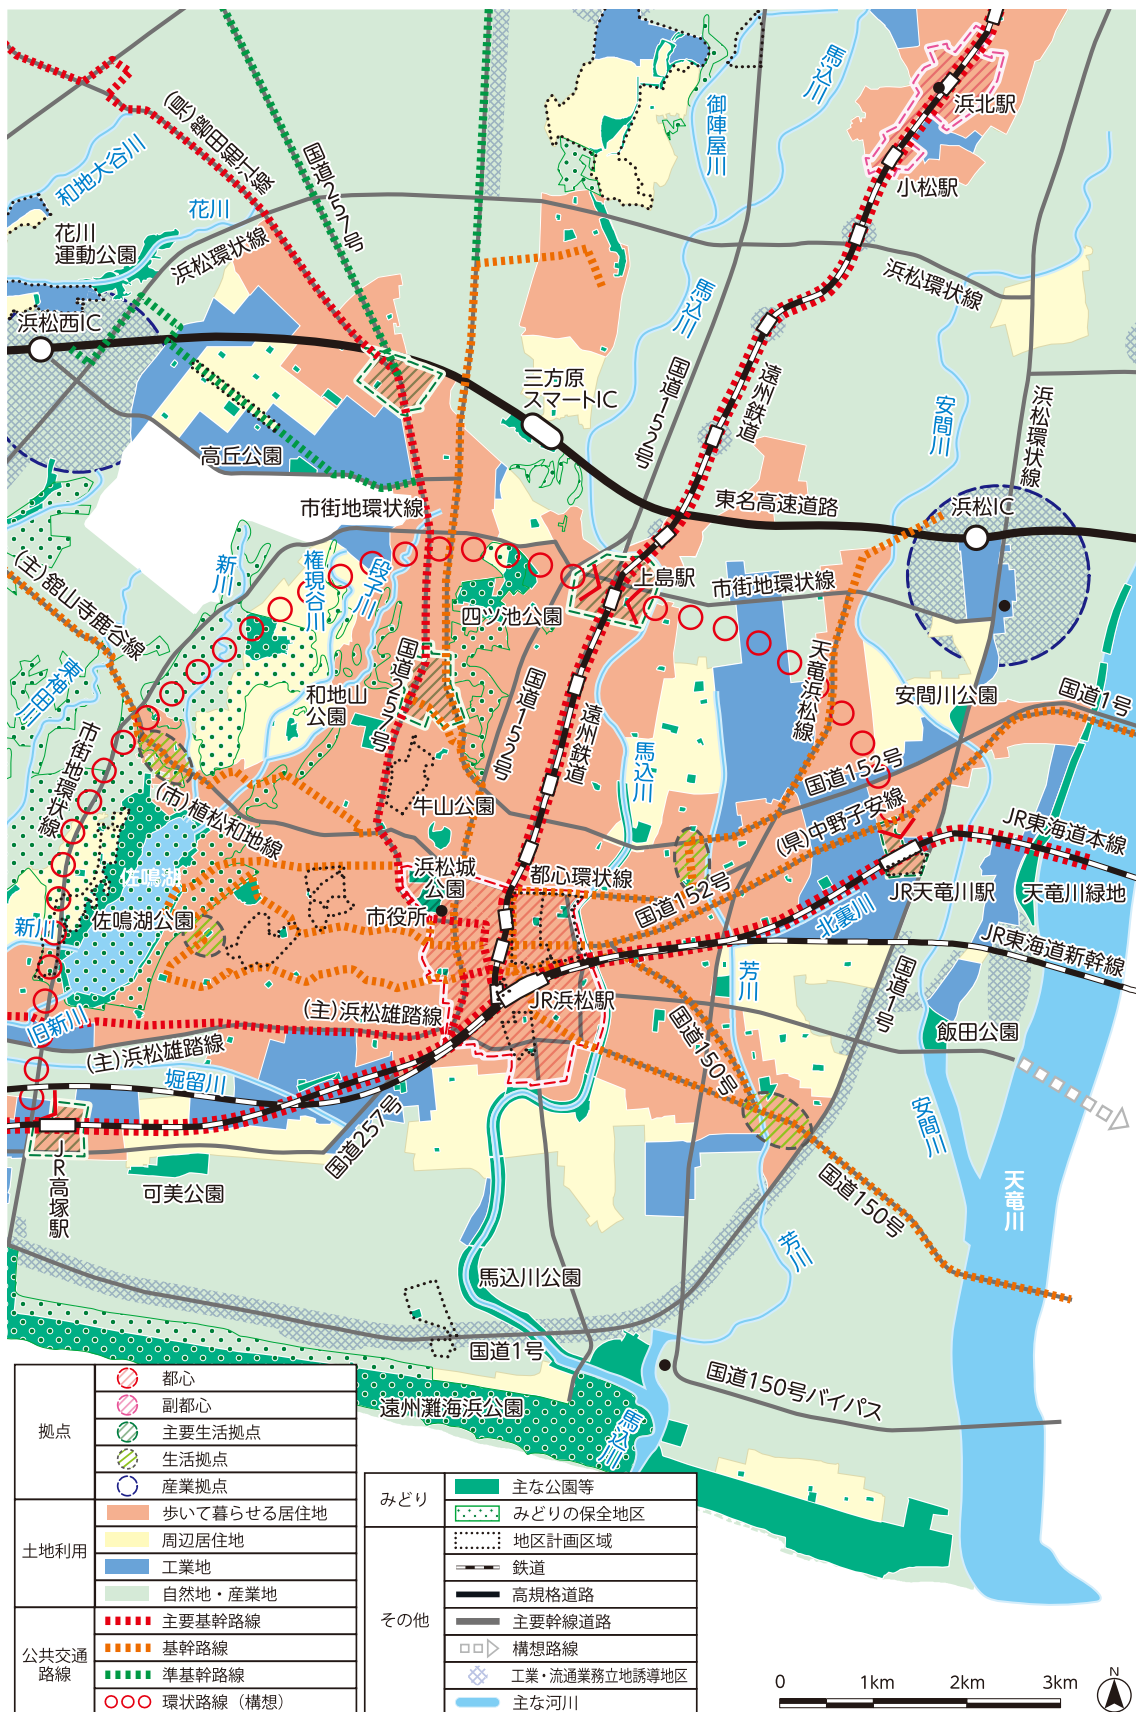 馬込川
御陣屋川
浜北駅
小松駅
(県)磐田細江線
国道257号
和地大谷川
花川
花川
運動公園
浜松環状線
浜松環状線
馬込川
浜松西IC
三方原
スマートIC
国道152号
遠州鉄道
安間川
浜松環状線
高丘公園
市街地環状線
東名高速道路
浜松IC
(主)舘山寺鹿谷線
新川
権現谷川
段子川
上島駅
市街地環状線
四ツ池公園
東神田川
和地山
公園
国道257号
国道152号
遠州鉄道
馬込川
天竜浜松線
安間川公園
国道1号
市街地環状線
(市)植松和地線
牛山公園
国道152号
(県)中野子安線
JR東海道本線
佐鳴湖
浜松城
公園
都心環状線
JR天竜川駅
天竜川緑地
新川
佐鳴湖公園
市役所
国道152号
北裏川
JR東海道新幹線
旧新川
(主)浜松雄踏線
JR浜松駅
芳川
国道1号
飯田公園
(主)浜松雄踏線
堀留川
国道257号
国道150号
安間川
JR高塚駅
可美公園
国道150号
天竜川
芳川
馬込川公園
国道1号
国道150号バイパス
遠州灘海浜公園
馬込川
拠点
都心
副都心
主要生活拠点
生活拠点
産業拠点
土地利用
歩いて暮らせる居住地
周辺居住地
工業地
自然地・産業地
公共交通
路線
主要基幹路線
基幹路線
準基幹路線
環状路線（構想）
みどり
主な公園等
みどりの保全地区
その他
地区計画区域
鉄道
高規格道路
主要幹線道路
構想路線
工業・流通業務立地誘導地区
主な河川
0 1km 2km 3km
N